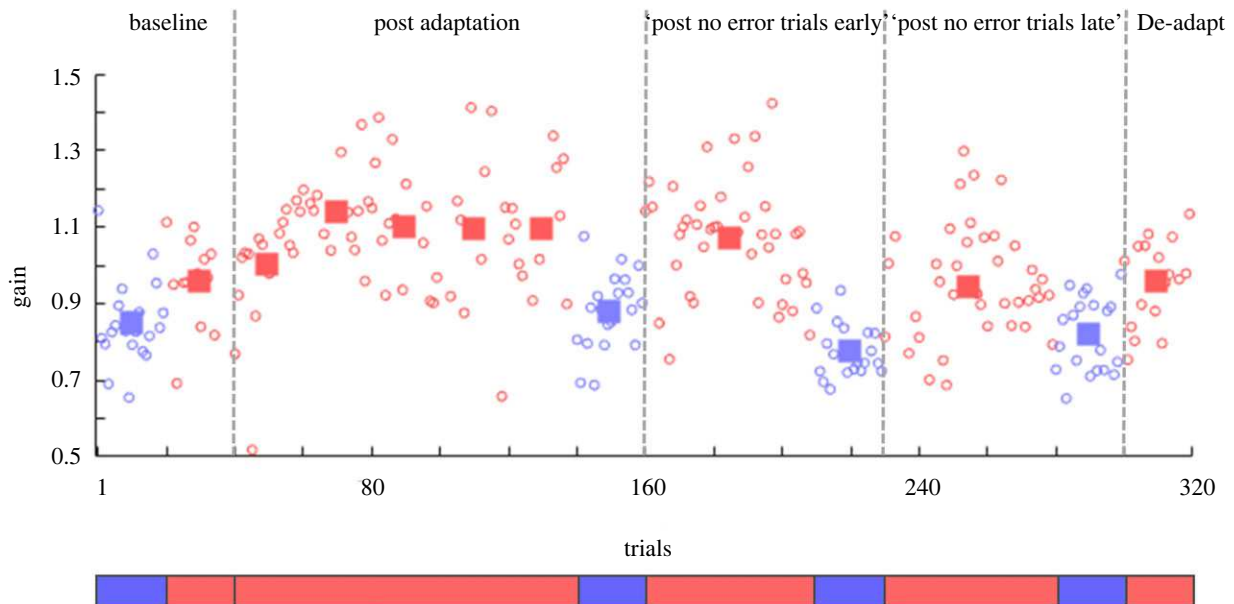 baseline
post adaptation
‘post no error trials early’
‘post no error trials late’
De-adapt
1.5
1.3
1.1
0.9
0.7
0.5
gain
1 80 160 240 320
trials